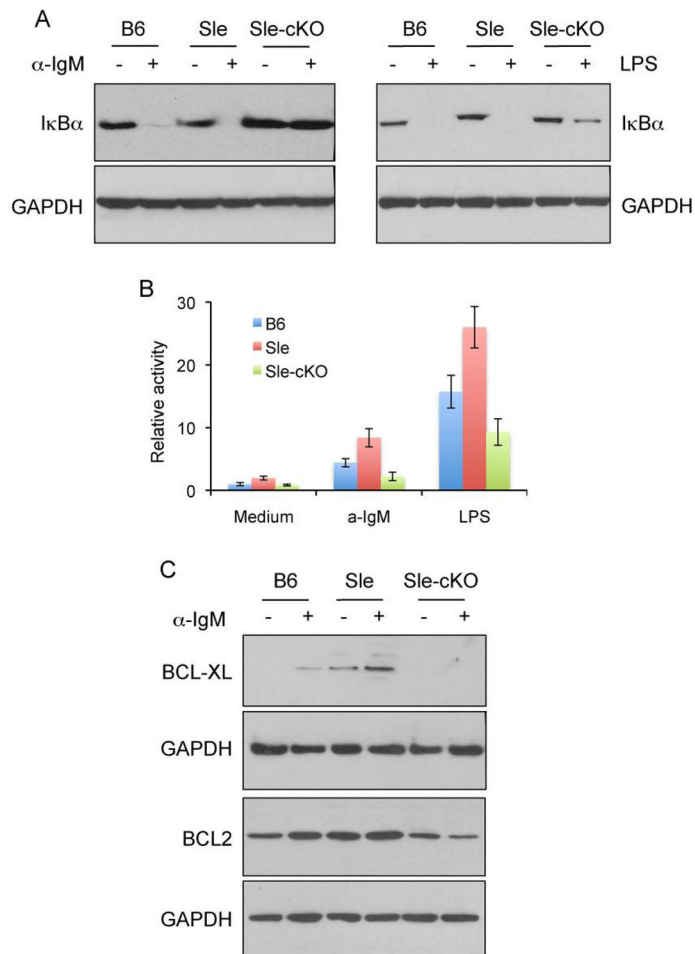 A
B6 Sle Sle-cKO B6 Sle Sle-cKO
α-IgM - + - + - + - + - + - + LPS
IκBα IκBα
GAPDH GAPDH
B
30
20
10
0
Relative activity
B6
Sle
Sle-cKO
Medium a-IgM LPS
C
B6 Sle Sle-cKO
α-IgM - + - + - +
BCL-XL
GAPDH
BCL2
GAPDH